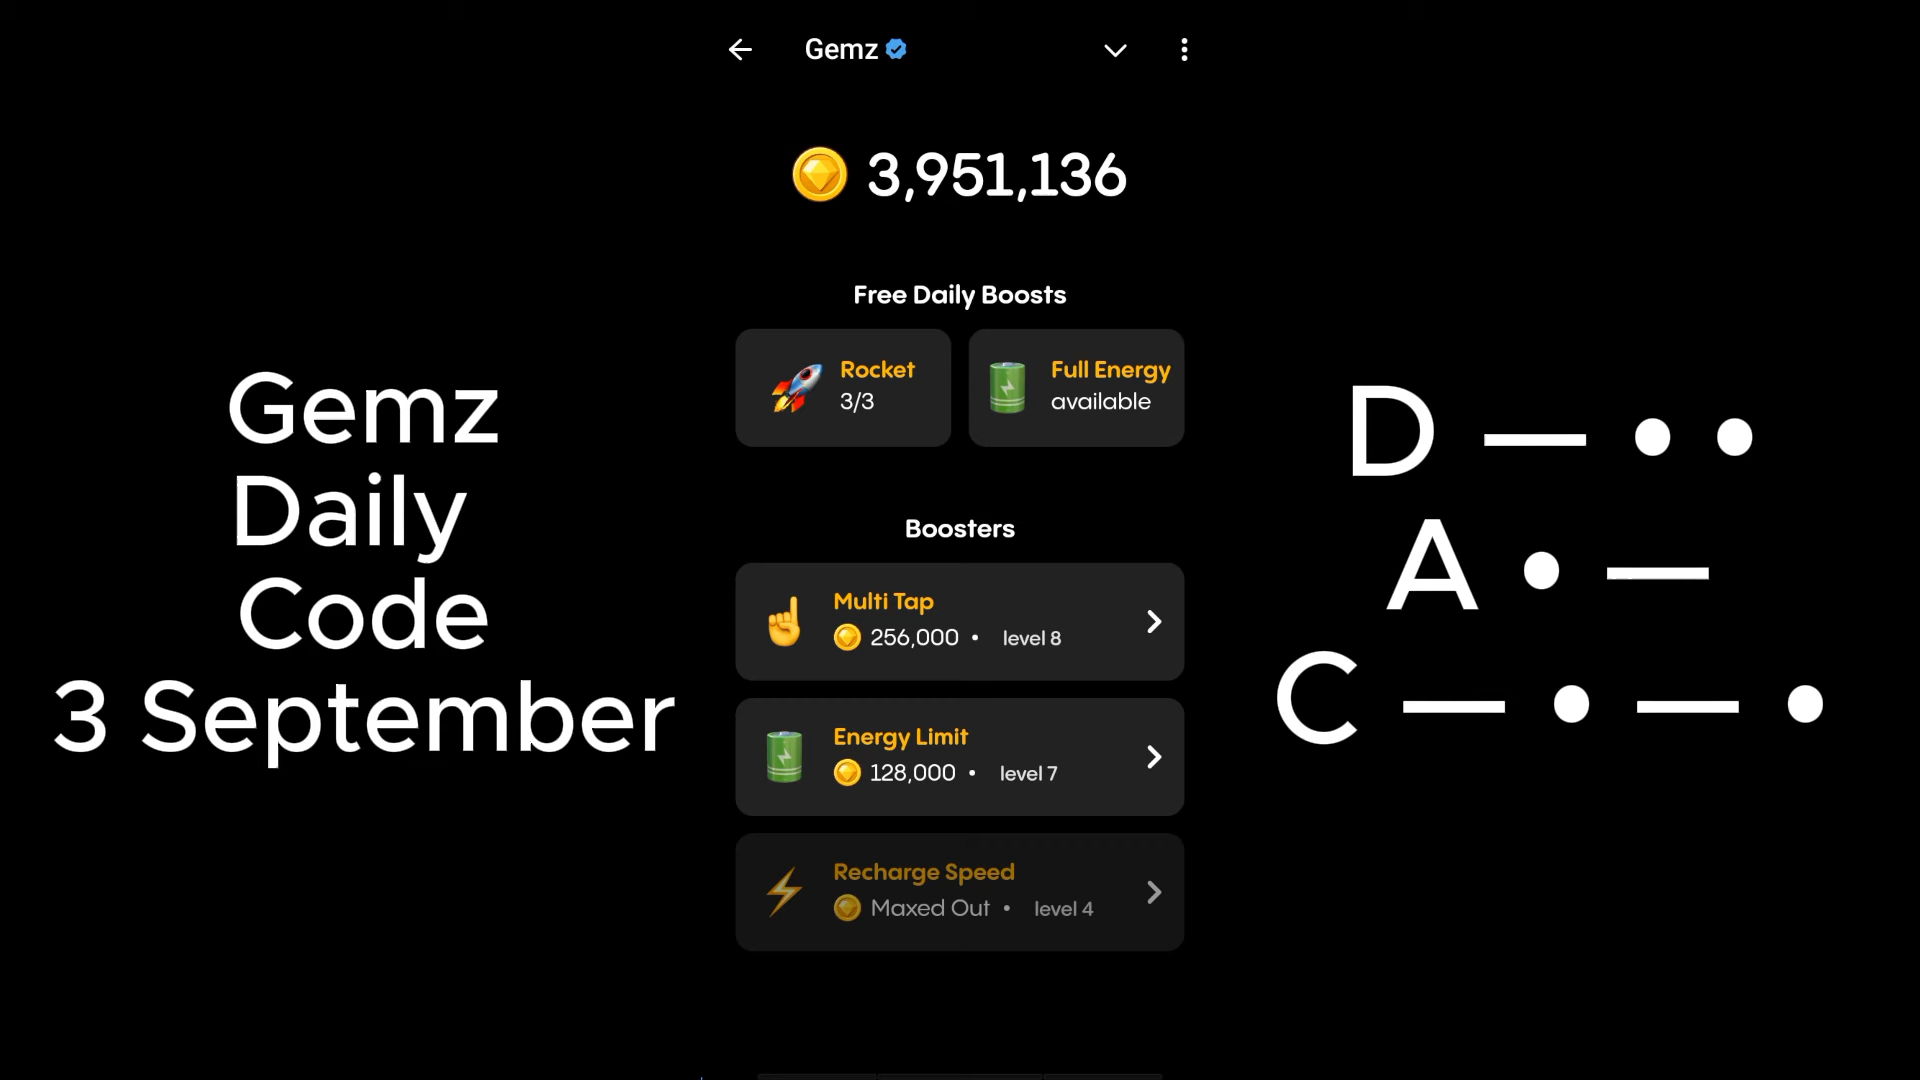 Gemz
Daily
Code
3 September
Gemz
3,951,136
Free Daily Boosts
Rocket
3/3
Full Energy
available
Boosters
Multi Tap
256,000 • level 8
Energy Limit
128,000 • level 7
Recharge Speed
Maxed Out • level 4
D — • •
A • —
C — • — •